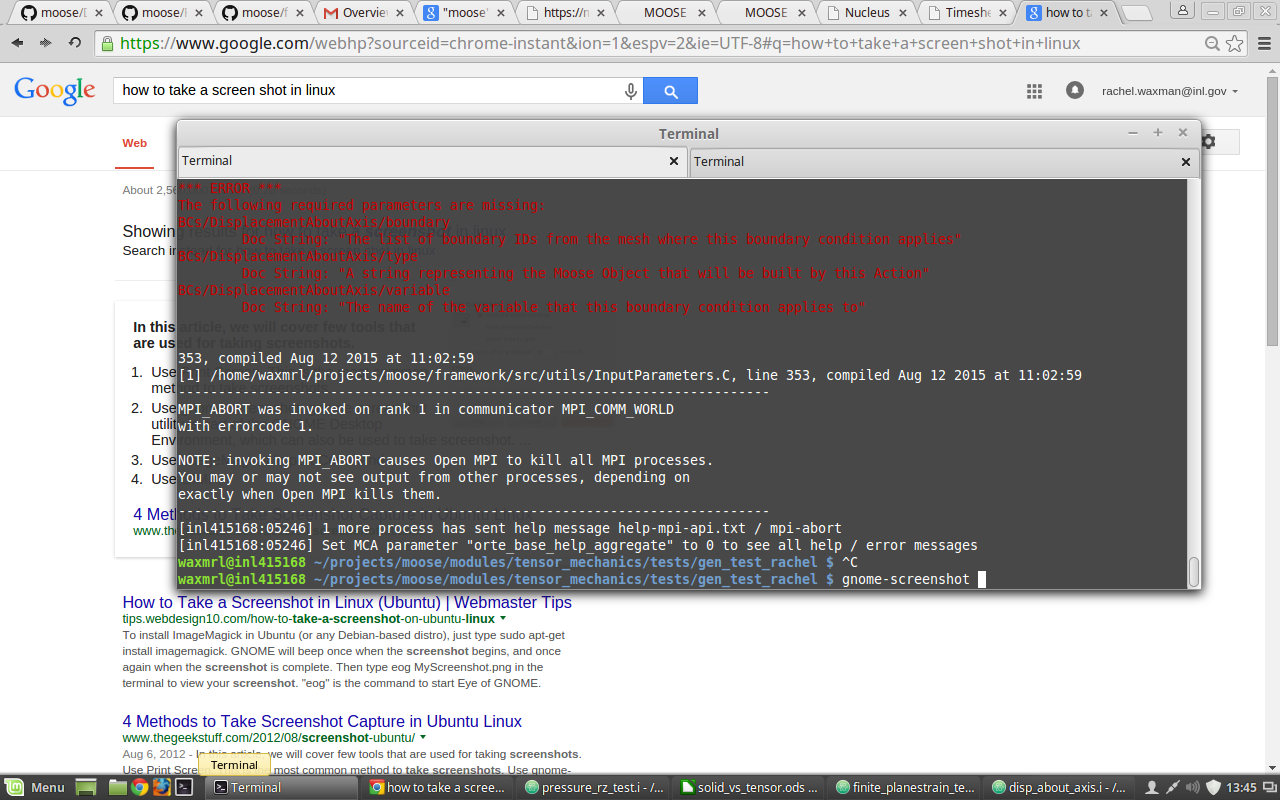 moose/D
moose/l
moose/f
Overview
"moose"
https://n
MOOSE
MOOSE
Nucleus
Timeshe
how to ta
https://www.google.com/webhp?sourceid=chrome-instant&ion=1&espv=2&ie=UTF-8#q=how+to+take+a+screen+shot+in+linux
Google
how to take a screen shot in linux
rachel.waxman@inl.gov
Web
About 2,56
Showing
Search in
In this article, we will cover few tools that
are used for taking screenshots.
1. Use
2. Use
utili
Environment, which can also be used to take screenshot. ...
3. Use
4. Use
4 Met
www.the
Terminal
Terminal
Terminal
*** ERROR ***
The following required parameters are missing:
BCs/DisplacementAboutAxis/boundary
Doc String: "The list of boundary IDs from the mesh where this boundary condition applies"
BCs/DisplacementAboutAxis/type
Doc String: "A string representing the Moose Object that will be built by this Action"
BCs/DisplacementAboutAxis/variable
Doc String: "The name of the variable that this boundary condition applies to"
353, compiled Aug 12 2015 at 11:02:59
[1] /home/waxmrl/projects/moose/framework/src/utils/InputParameters.C, line 353, compiled Aug 12 2015 at 11:02:59
--------------------------------------------------------------------------
MPI_ABORT was invoked on rank 1 in communicator MPI_COMM_WORLD
with errorcode 1.
NOTE: invoking MPI_ABORT causes Open MPI to kill all MPI processes.
You may or may not see output from other processes, depending on
exactly when Open MPI kills them.
--------------------------------------------------------------------------
[inl415168:05246] 1 more process has sent help message help-mpi-api.txt / mpi-abort
[inl415168:05246] Set MCA parameter "orte_base_help_aggregate" to 0 to see all help / error messages
waxmrl@inl415168 ~/projects/moose/modules/tensor_mechanics/tests/gen_test_rachel $ ^C
waxmrl@inl415168 ~/projects/moose/modules/tensor_mechanics/tests/gen_test_rachel $ gnome-screenshot
How to Take a Screenshot in Linux (Ubuntu) | Webmaster Tips
tips.webdesign10.com/how-to-take-a-screenshot-on-ubuntu-linux
To install ImageMagick in Ubuntu (or any Debian-based distro), just type sudo apt-get
install imagemagick. GNOME will beep once when the screenshot begins, and once
again when the screenshot is complete. Then type eog MyScreenshot.png in the
terminal to view your screenshot. "eog" is the command to start Eye of GNOME.
4 Methods to Take Screenshot Capture in Ubuntu Linux
www.thegeekstuff.com/2012/08/screenshot-ubuntu/
Aug 6, 2012 - In this article, we will cover few tools that are used for taking screenshots.
Use Print Scree most common method to take screenshots. Use gnome-
Terminal
Menu
Terminal
how to take a scree...
pressure_rz_test.i - /...
solid_vs_tensor.ods ...
finite_planestrain_te...
disp_about_axis.i - /...
13:45